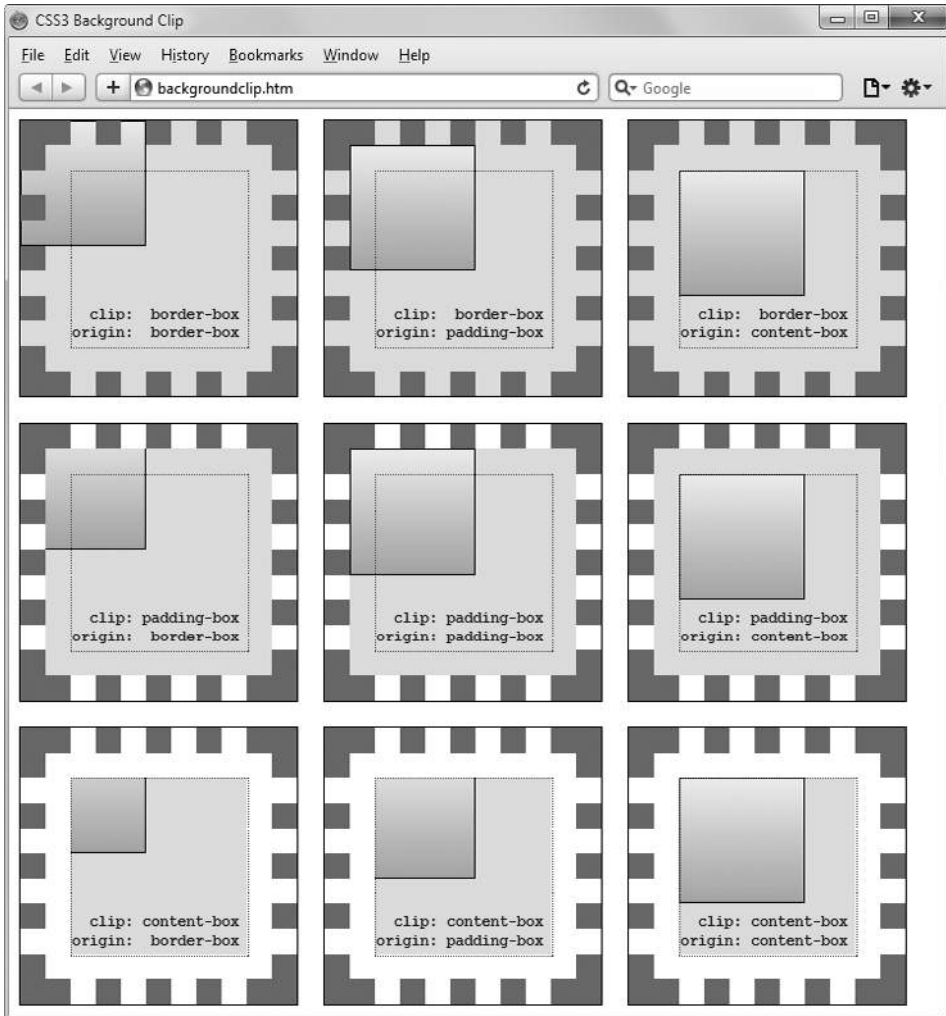 CSS3 Background Clip
File Edit View History Bookmarks Window Help
backgroundclip.htm
Google
clip: border-box
origin: border-box
clip: border-box
origin: padding-box
clip: border-box
origin: content-box
clip: padding-box
origin: border-box
clip: padding-box
origin: padding-box
clip: padding-box
origin: content-box
clip: content-box
origin: border-box
clip: content-box
origin: padding-box
clip: content-box
origin: content-box